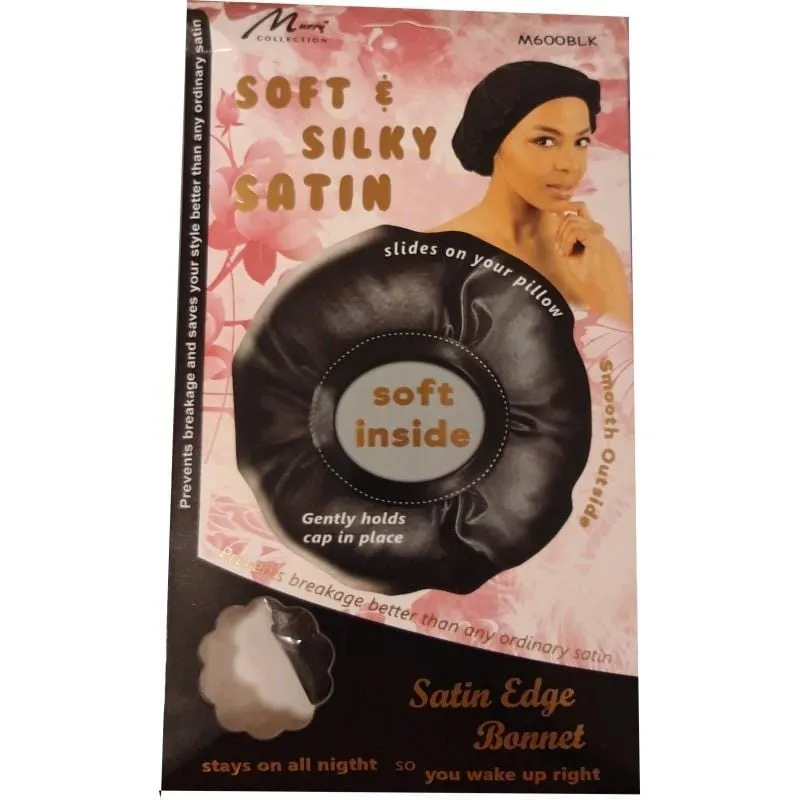 Murry
COLLECTION
M600BLK
SOFT &
SILKY
SATIN
slides on your pillow
soft
inside
Smooth Outside
Gently holds
cap in place
Prevents breakage and saves your style better than any ordinary satin
Prevents breakage better than any ordinary satin
Satin Edge
Bonnet
stays on all nigtht so you wake up right